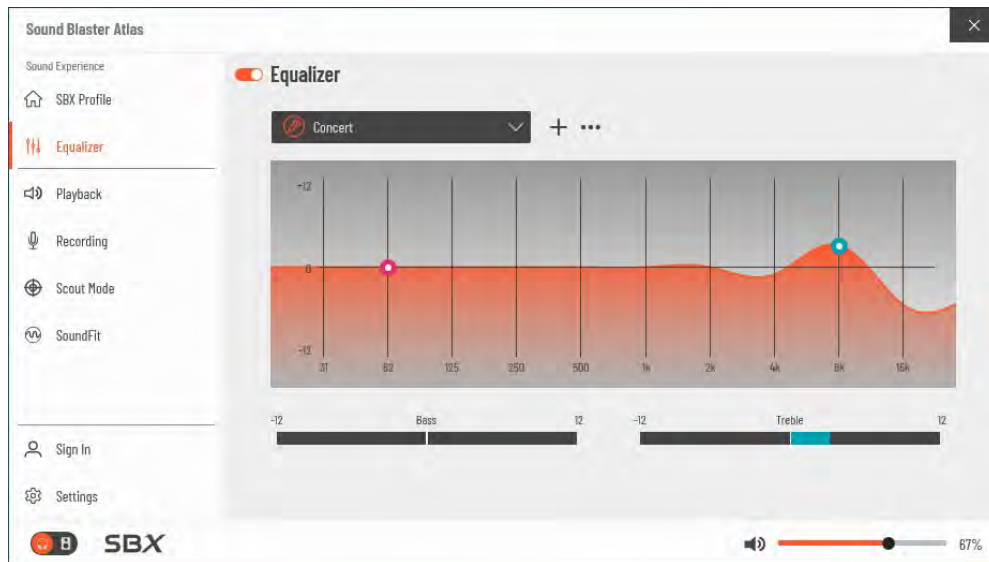 Sound Blaster Atlas
Sound Experience
SBX Profile
Equalizer
Playback
Recording
Scout Mode
SoundFit
Sign In
Settings
SBX
Equalizer
Concert
+12
0
-12
31 62 125 250 500 1k 2k 4k 8k 16k
-12 Bass 12
-12 Treble 12
67%